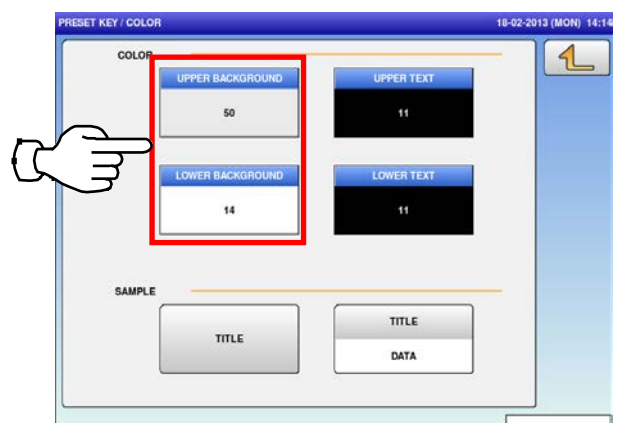 PRESET KEY / COLOR 18-02-2013 (MON) 14:14
COLOR
UPPER BACKGROUND UPPER TEXT
50 11
LOWER BACKGROUND LOWER TEXT
14 11
SAMPLE
TITLE
TITLE
DATA